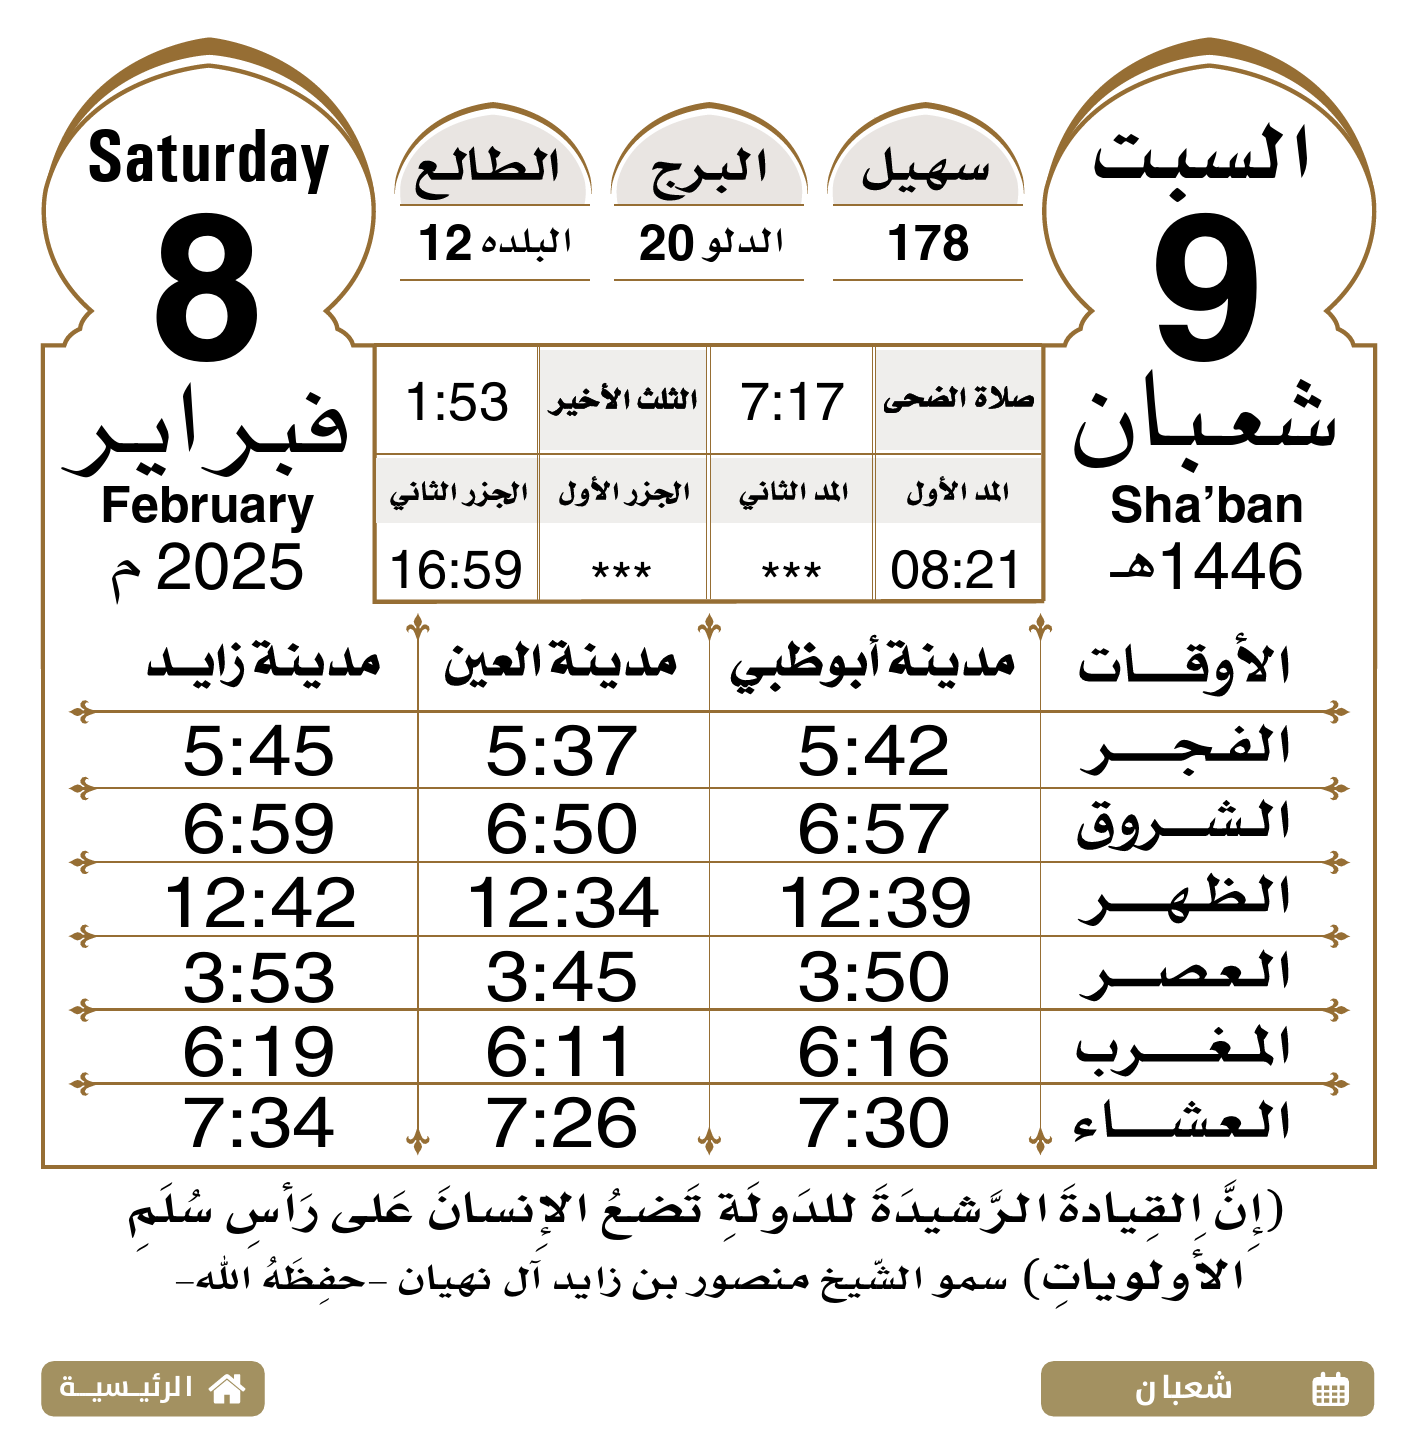 السبت
9
شعبان
Sha’ban
1446هـ
سهيل
178
البرج
الدلو 20
الطالع
البلده 12
Saturday
8
فبراير
February
2025 م
صلاة الضحى 7:17 الثلث الأخير 1:53
المد الأول المد الثاني الجزر الأول الجزر الثاني
08:21 *** *** 16:59
الأوقات مدينة أبوظبي مدينة العين مدينة زايد
الفجر 5:42 5:37 5:45
الشروق 6:57 6:50 6:59
الظهر 12:39 12:34 12:42
العصر 3:50 3:45 3:53
المغرب 6:16 6:11 6:19
العشاء 7:30 7:26 7:34
(إِنَّ اِلقِيادةَ الرَّشيدَةَ للدَولَةِ تَضعُ الإِنسانَ عَلى رَأسِ سُلَمِ
الأولوياتِ) سمو الشّيخ منصور بن زايد آل نهيان –حفِظَهُ الله–
شعبان
الرئيسية